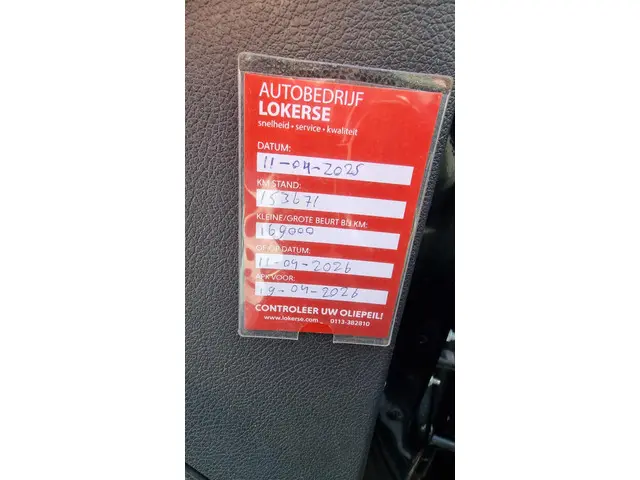 AUTOBEDRIJF
LOKERSE
snelheid • service • kwaliteit
DATUM:
11-04-2025
KM STAND:
153671
KLEINE/GROTE BEURT BIJ KM:
169000
OF OP DATUM:
11-04-2026
APK VOOR:
19-04-2026
CONTROLEER UW OLIEPEIL!
www.lokerse.com 0113-382810